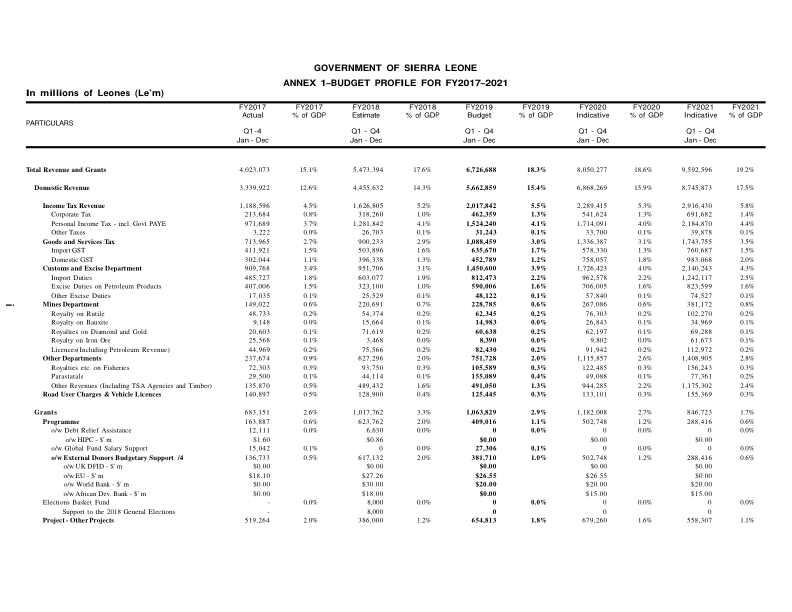 GOVERNMENT OF SIERRA LEONE
ANNEX 1–BUDGET PROFILE FOR FY2017–2021
In millions of Leones (Le'm)
FY2017 FY2017 FY2018 FY2018 FY2019 FY2019 FY2020 FY2020 FY2021 FY2021
Actual % of GDP Estimate % of GDP Budget % of GDP Indicative % of GDP Indicative % of GDP
PARTICULARS
Q1-4 Q1 - Q4 Q1 - Q4 Q1 - Q4 Q1 - Q4
Jan - Dec Jan - Dec Jan - Dec Jan - Dec Jan - Dec
Total Revenue and Grants 4,023,073 15.1% 5,473,394 17.6% 6,726,688 18.3% 8,050,277 18.6% 9,592,596 19.2%
Domestic Revenue 3,339,922 12.6% 4,455,632 14.3% 5,662,859 15.4% 6,868,269 15.9% 8,745,873 17.5%
Income Tax Revenue 1,188,596 4.5% 1,626,805 5.2% 2,017,842 5.5% 2,289,415 5.3% 2,916,430 5.8%
Corporate Tax 213,684 0.8% 318,260 1.0% 462,359 1.3% 541,624 1.3% 691,682 1.4%
Personal Income Tax - incl. Govt PAYE 971,689 3.7% 1,281,842 4.1% 1,524,240 4.1% 1,714,091 4.0% 2,184,870 4.4%
Other Taxes 3,222 0.0% 26,703 0.1% 31,243 0.1% 33,700 0.1% 39,878 0.1%
Goods and Services Tax 713,965 2.7% 900,233 2.9% 1,088,459 3.0% 1,336,387 3.1% 1,743,755 3.5%
Import GST 411,921 1.5% 503,896 1.6% 635,670 1.7% 578,330 1.3% 760,687 1.5%
Domestic GST 302,044 1.1% 396,338 1.3% 452,789 1.2% 758,057 1.8% 983,068 2.0%
Customs and Excise Department 909,768 3.4% 951,706 3.1% 1,450,600 3.9% 1,726,423 4.0% 2,140,243 4.3%
Import Duties 485,727 1.8% 603,077 1.9% 812,473 2.2% 962,578 2.2% 1,242,117 2.5%
Excise Duties on Petroleum Products 407,006 1.5% 323,100 1.0% 590,006 1.6% 706,005 1.6% 823,599 1.6%
Other Excise Duties 17,035 0.1% 25,529 0.1% 48,122 0.1% 57,840 0.1% 74,527 0.1%
Mines Department 149,022 0.6% 220,691 0.7% 228,785 0.6% 267,086 0.6% 381,172 0.8%
Royalty on Rutile 48,733 0.2% 54,374 0.2% 62,345 0.2% 76,303 0.2% 102,270 0.2%
Royalty on Bauxite 9,148 0.0% 15,664 0.1% 14,983 0.0% 26,843 0.1% 34,969 0.1%
Royalties on Diamond and Gold 20,603 0.1% 71,619 0.2% 60,638 0.2% 62,197 0.1% 69,288 0.1%
Royalty on Iron Ore 25,568 0.1% 3,468 0.0% 8,390 0.0% 9,802 0.0% 61,673 0.1%
Licences(Including Petroleum Revenue) 44,969 0.2% 75,566 0.2% 82,430 0.2% 91,942 0.2% 112,972 0.2%
Other Departments 237,674 0.9% 627,296 2.0% 751,728 2.0% 1,115,857 2.6% 1,408,905 2.8%
Royalties etc. on Fisheries 72,303 0.3% 93,750 0.3% 105,589 0.3% 122,485 0.3% 156,243 0.3%
Parastatals 29,500 0.1% 44,114 0.1% 155,089 0.4% 49,088 0.1% 77,361 0.2%
Other Revenues (Including TSA Agencies and Timber) 135,870 0.5% 489,432 1.6% 491,050 1.3% 944,285 2.2% 1,175,302 2.4%
Road User Charges & Vehicle Licences 140,897 0.5% 128,900 0.4% 125,445 0.3% 133,101 0.3% 155,369 0.3%
Grants 683,151 2.6% 1,017,762 3.3% 1,063,829 2.9% 1,182,008 2.7% 846,723 1.7%
Programme 163,887 0.6% 623,762 2.0% 409,016 1.1% 502,748 1.2% 288,416 0.6%
o/w Debt Relief Assistance 12,111 0.0% 6,630 0.0% 0 0.0% 0 0.0% 0 0.0%
o/w HIPC - $' m $1.60 $0.86 $0.00 $0.00 $0.00
o/w Global Fund Salary Support 15,042 0.1% 0 0.0% 27,306 0.1% 0 0.0% 0 0.0%
o/w External Donors Budgetary Support /4 136,733 0.5% 617,132 2.0% 381,710 1.0% 502,748 1.2% 288,416 0.6%
o/w UK DFID - $' m $0.00 $0.00 $0.00 $0.00 $0.00
o/w EU - $' m $18.10 $27.26 $26.55 $26.55 $26.55
o/w World Bank - $' m $0.00 $30.00 $20.00 $20.00 $0.00
o/w African Dev. Bank - $' m $0.00 $18.00 $0.00 $15.00 $15.00
Elections Basket Fund - 0.0% 8,000 0.0% 0 0.0% 0 0.0% 0 0.0%
Support to the 2018 General Elections - 8,000 0 0 0
Project - Other Projects 519,264 2.0% 386,000 1.2% 654,813 1.8% 679,260 1.6% 558,307 1.1%